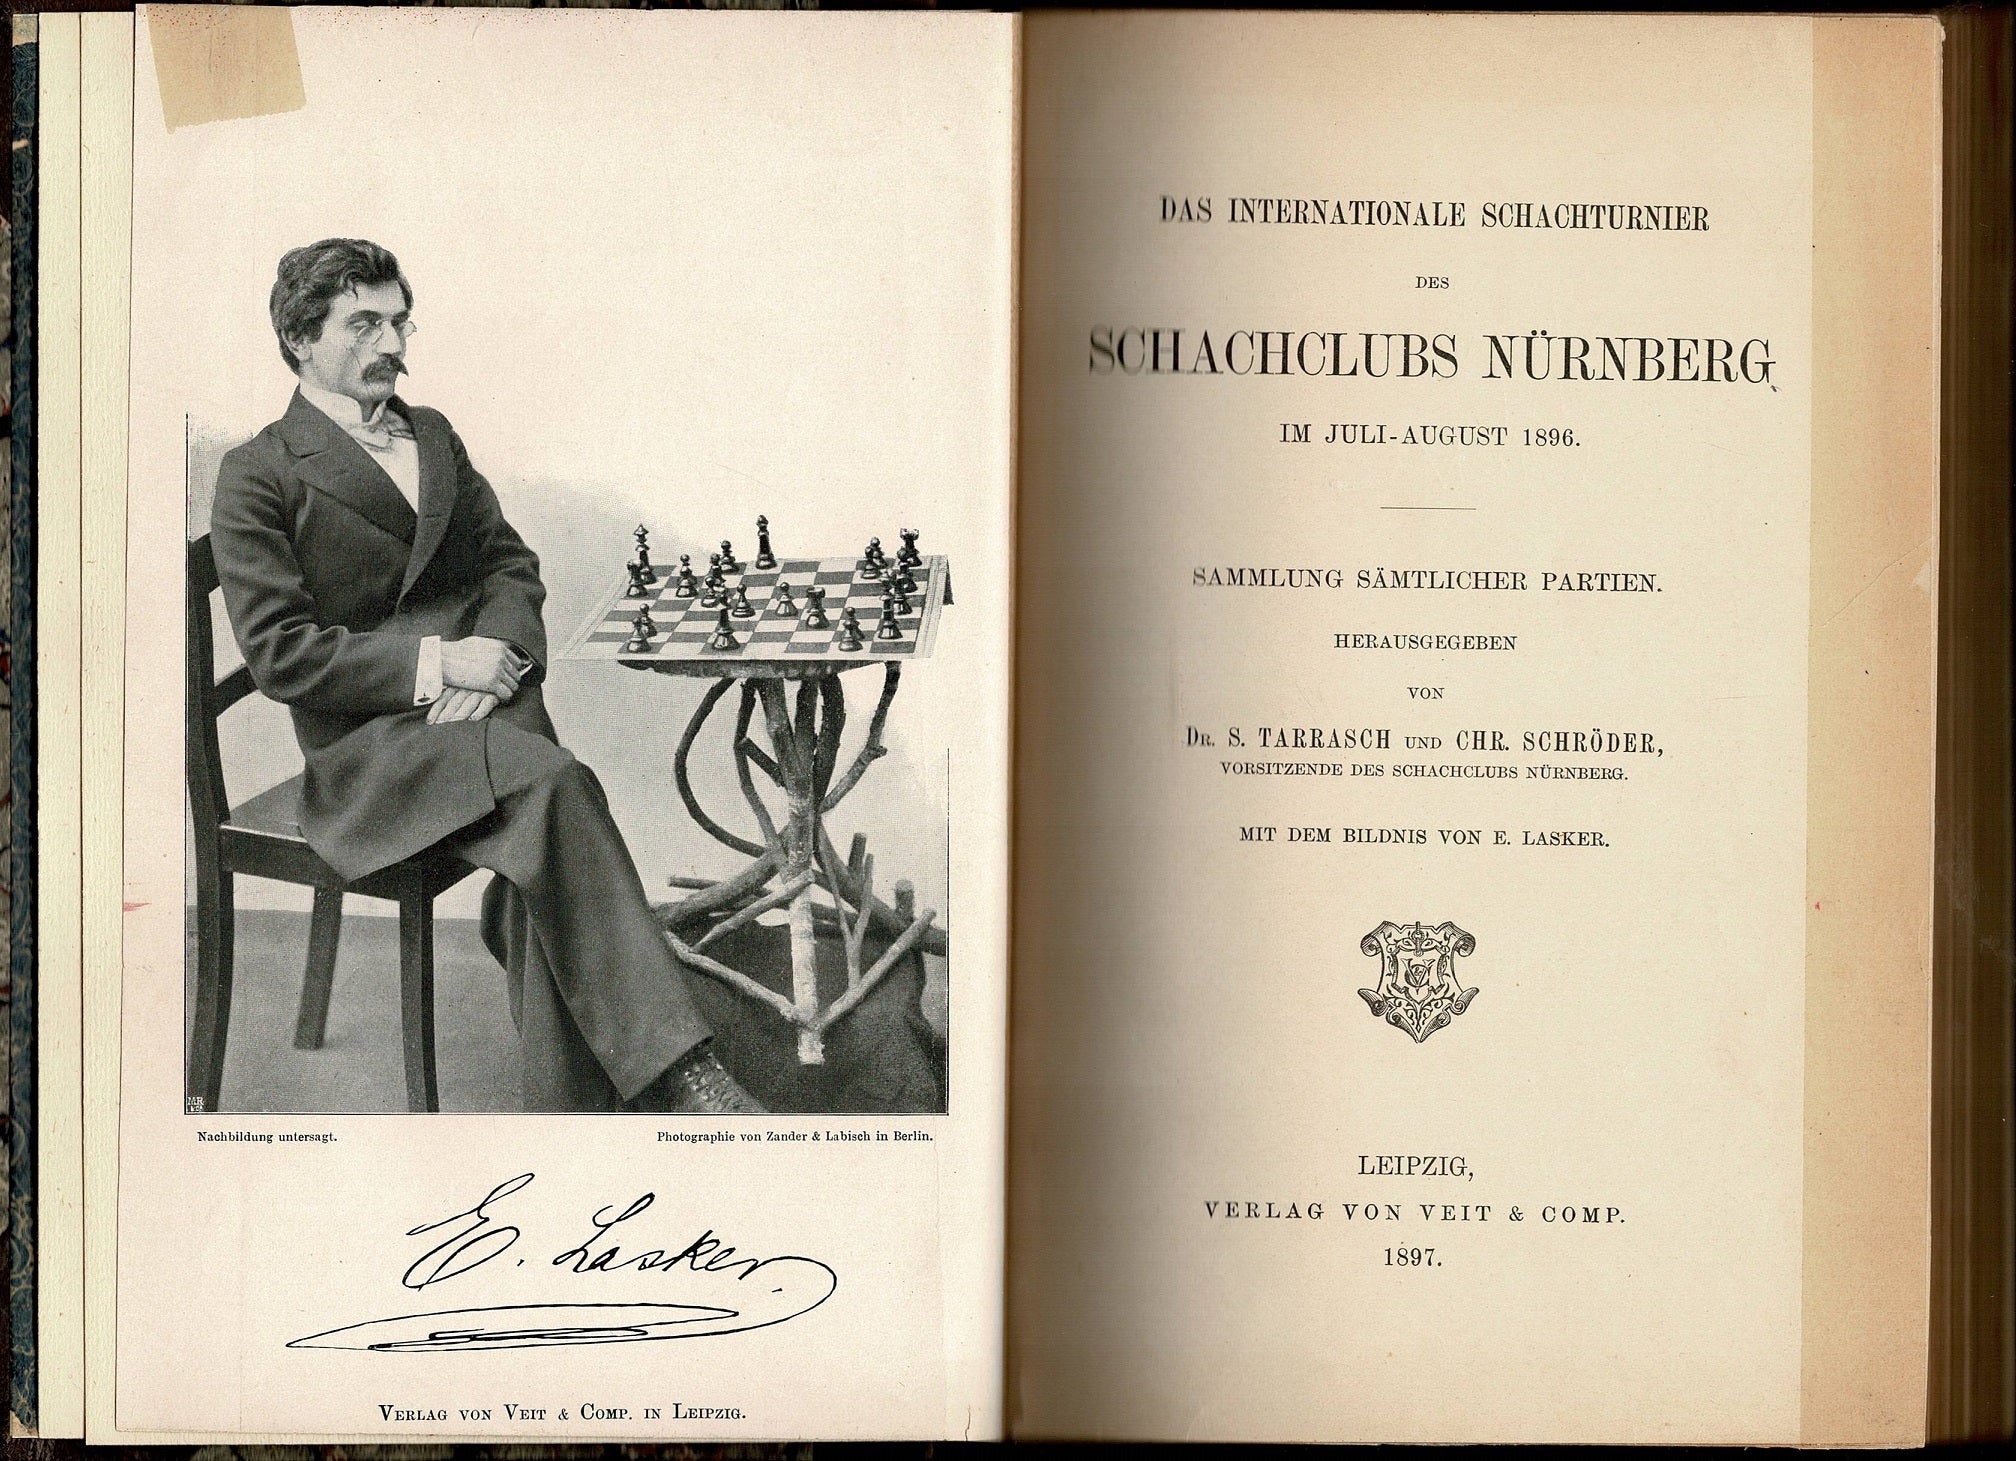 Nachbildung untersagt.
Photographie von Zander & Labisch in Berlin.
E. Lasker.
VERLAG VON VEIT & COMP. IN LEIPZIG.
DAS INTERNATIONALE SCHACHTURNIER
DES
SCHACHCLUBS NÜRNBERG
IM JULI-AUGUST 1896.
SAMMLUNG SÄMTLICHER PARTIEN.
HERAUSGEGEBEN
VON
DR. S. TARRASCH UND CHR. SCHRÖDER,
VORSITZENDE DES SCHACHCLUBS NÜRNBERG.
MIT DEM BILDNIS VON E. LASKER.
LEIPZIG,
VERLAG VON VEIT & COMP.
1897.